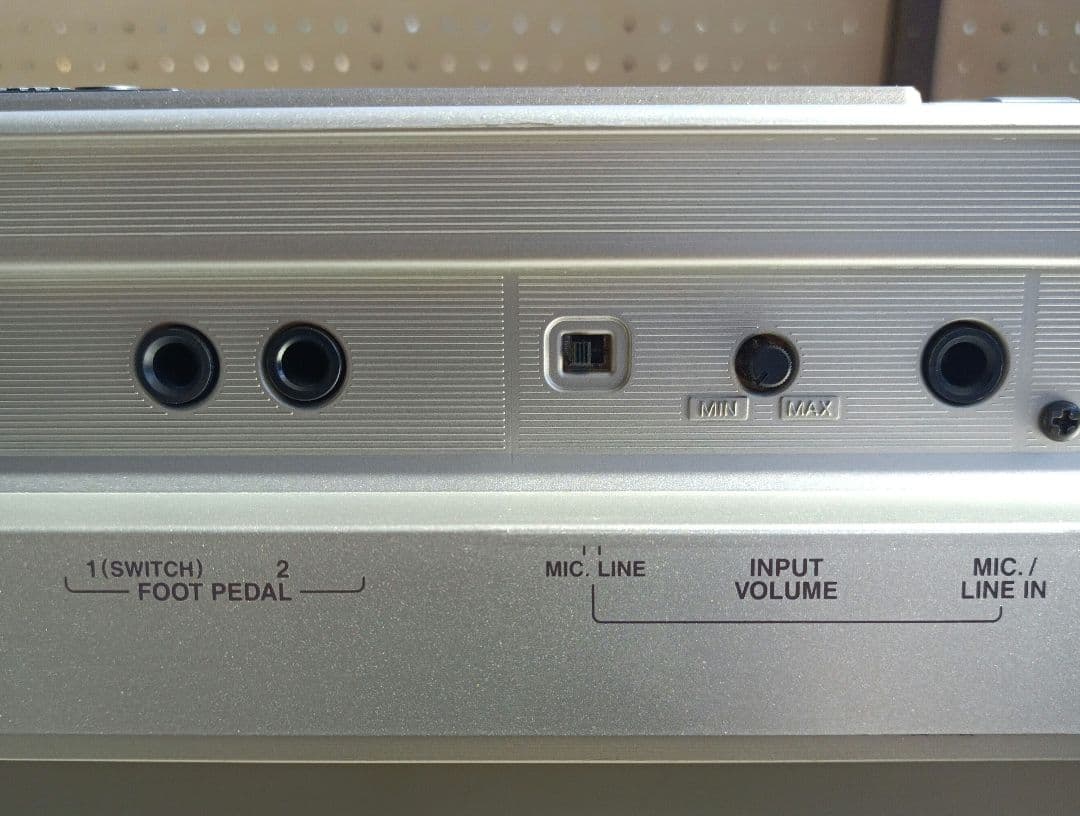 MIN MAX
1 (SWITCH) 2
FOOT PEDAL
MIC. LINE
INPUT
VOLUME
MIC. /
LINE IN